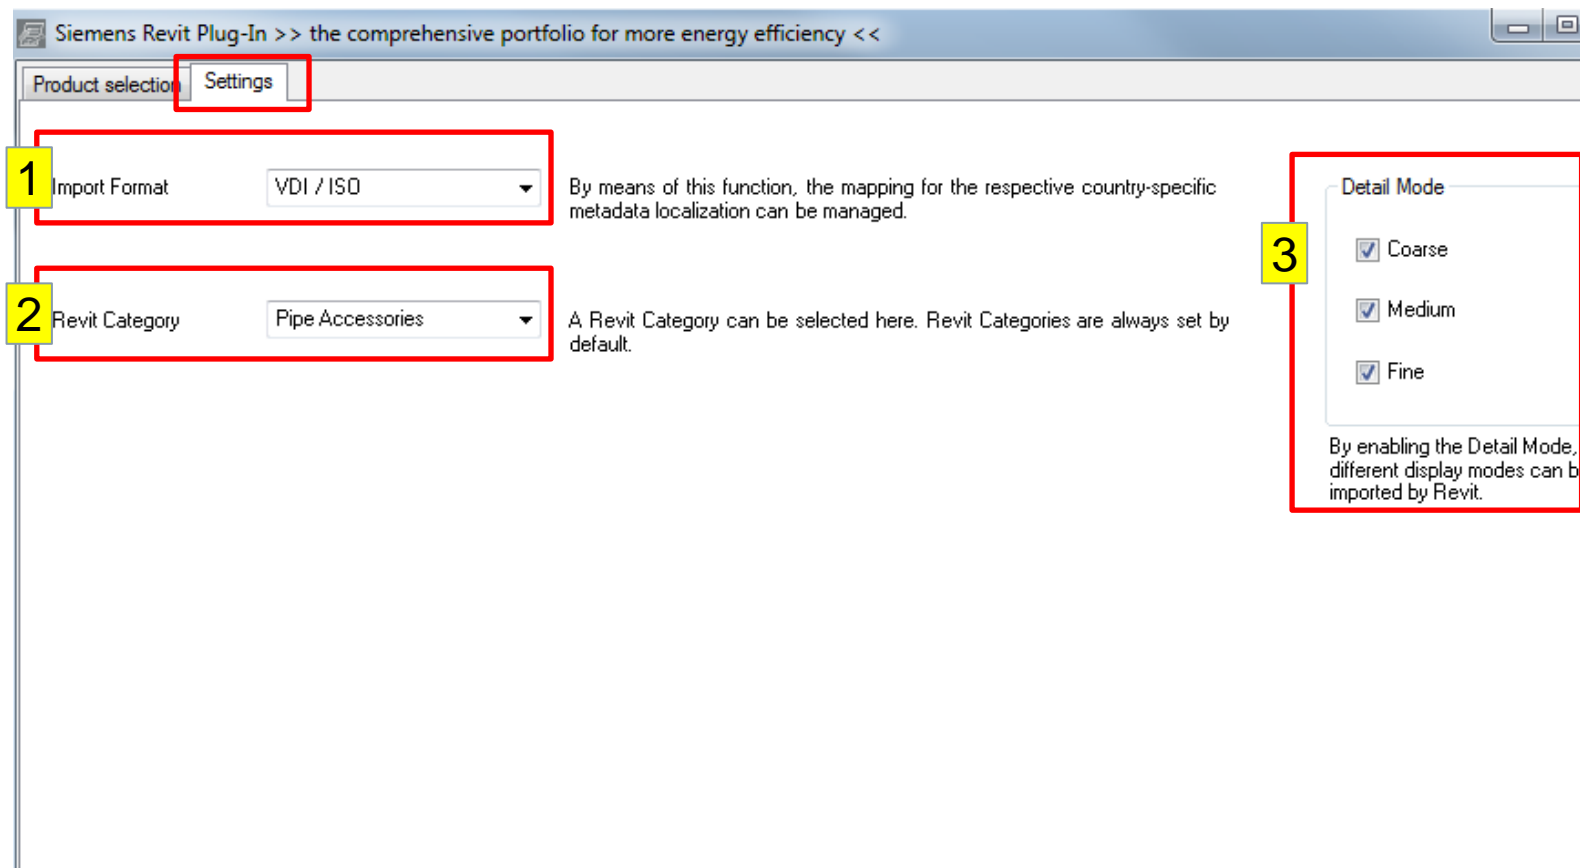 Siemens Revit Plug-In >> the comprehensive portfolio for more energy efficiency <<
Product selection
Settings
1
Import Format
VDI / ISO
By means of this function, the mapping for the respective country-specific
metadata localization can be managed.
2
Revit Category
Pipe Accessories
A Revit Category can be selected here. Revit Categories are always set by
default.
3
Detail Mode
Coarse
Medium
Fine
By enabling the Detail Mode,
different display modes can b
imported by Revit.